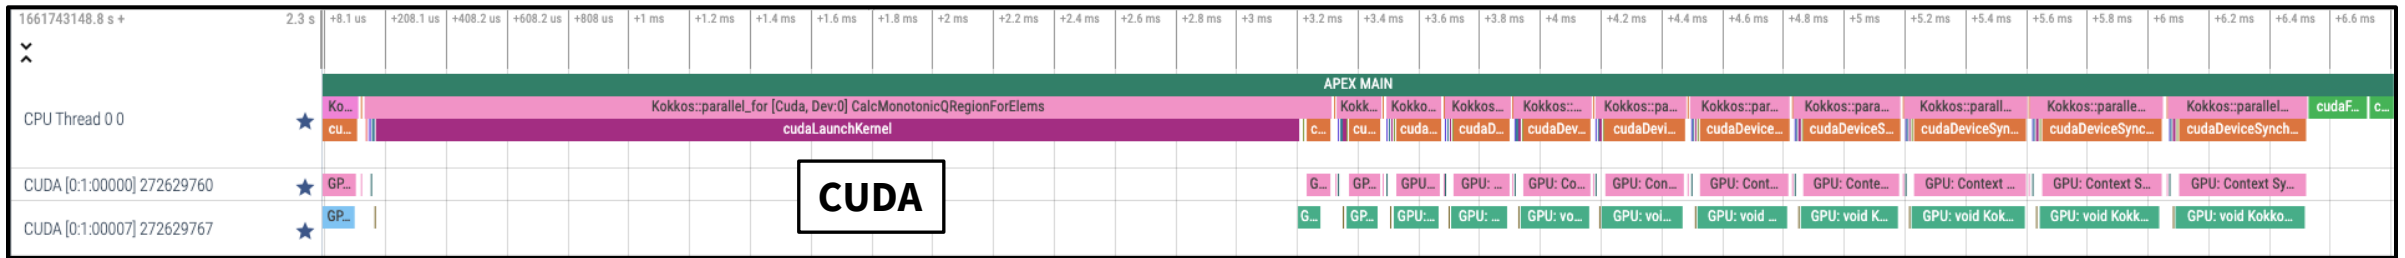 1661743148.8 s + 2.3 s +8.1 us +208.1 us +408.2 us +608.2 us +808 us +1 ms +1.2 ms +1.4 ms +1.6 ms +1.8 ms +2 ms +2.2 ms +2.4 ms +2.6 ms +2.8 ms +3 ms +3.2 ms +3.4 ms +3.6 ms +3.8 ms +4 ms +4.2 ms +4.4 ms +4.6 ms +4.8 ms +5 ms +5.2 ms +5.4 ms +5.6 ms +5.8 ms +6 ms +6.2 ms +6.4 ms +6.6 ms
APEX MAIN
Ko... Kokkos::parallel_for [Cuda, Dev:0] CalcMonotonicQRegionForElems Kokk... Kokko... Kokkos... Kokkos::... Kokkos::pa... Kokkos::par... Kokkos::para... Kokkos::parall... Kokkos::paralle... Kokkos::parallel... cudaF... c...
CPU Thread 0 0
cu... cudaLaunchKernel c... cu... cuda... cudaD... cudaDev... cudaDevi... cudaDevice... cudaDeviceS... cudaDeviceSyn... cudaDeviceSync... cudaDeviceSynch...
CUDA [0:1:00000] 272629760 GP... G... GP... GPU... GPU: ... GPU: Co... GPU: Con... GPU: Cont... GPU: Conte... GPU: Context ... GPU: Context S... GPU: Context Sy...
CUDA
CUDA [0:1:00007] 272629767 GP... G... GP... GPU:... GPU: ... GPU: vo... GPU: voi... GPU: void ... GPU: void K... GPU: void Kok... GPU: void Kokk... GPU: void Kokko...